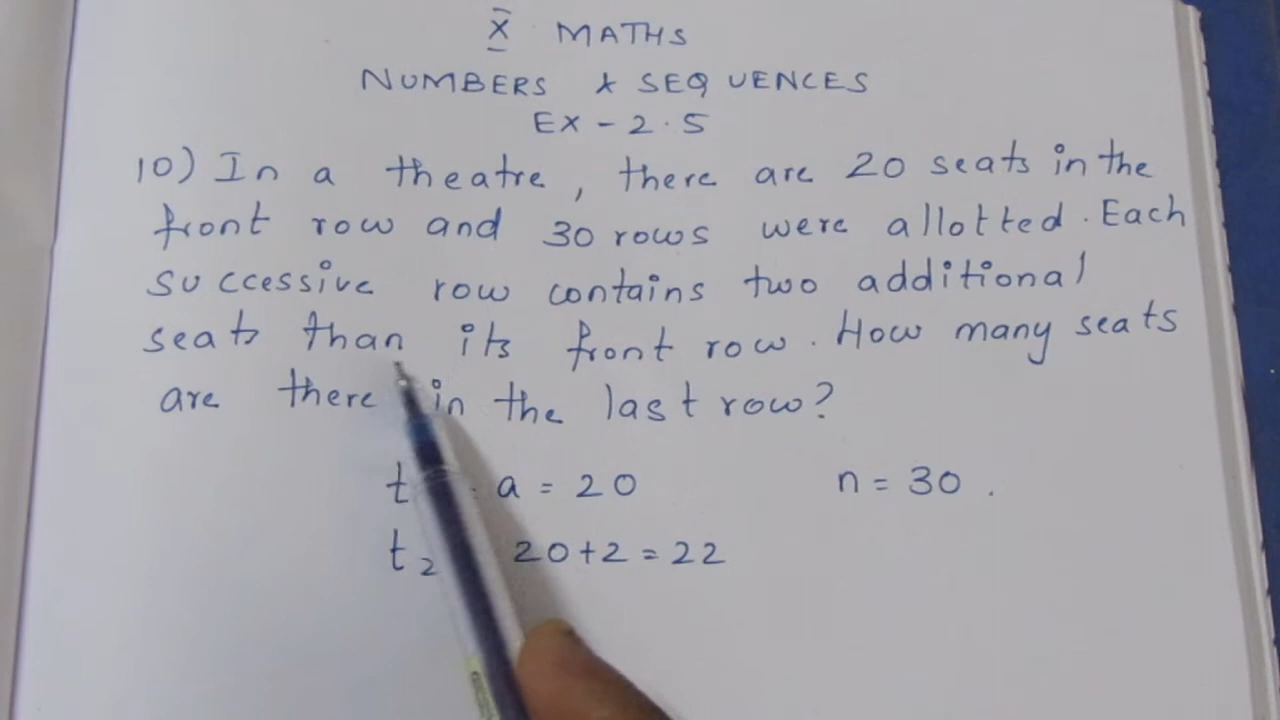 X MATHS
NUMBERS & SEQUENCES
EX - 2.5
10) In a theatre, there are 20 seats in the
front row and 30 rows were allotted. Each
successive row contains two additional
seats than its front row. How many seats
are there in the last row?
t a = 20 n = 30.
t2 20+2 = 22